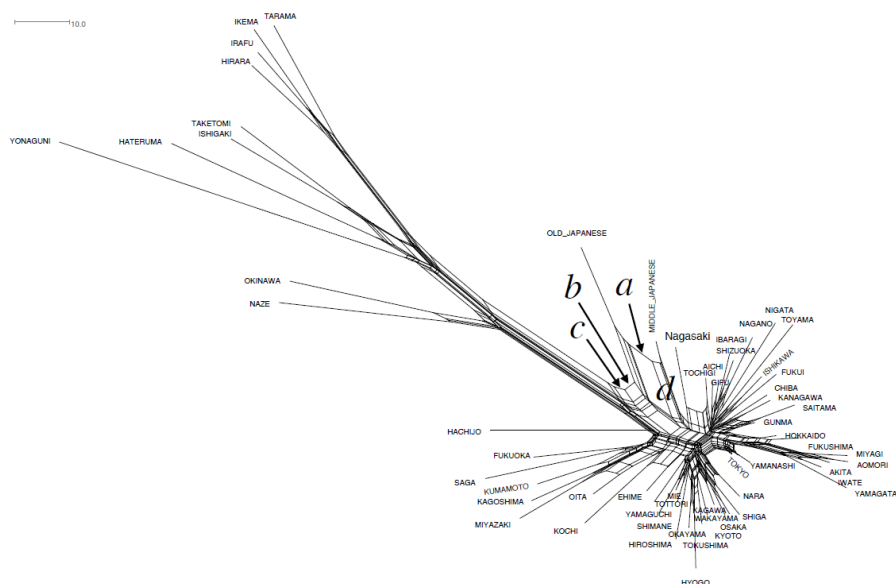 10.0
IKEMA
TARAMA
IRAFU
HIRARA
TAKETOMI
ISHIGAKI
YONAGUNI
HATERUMA
OLD_JAPANESE
OKINAWA
NAZE
b
a
c
d
MIDDLE_JAPANESE
Nagasaki
NIGATA
TOYAMA
NAGANO
IBARAGI
SHIZUOKA
ISHIKAWA
AICHI
TOCHIGI
GIFU
FUKUI
CHIBA
KANAGAWA
SAITAMA
GUNMA
HOKKAIDO
FUKUSHIMA
MIYAGI
AOMORI
AKITA
IWATE
YAMAGATA
YAMANASHI
TOKYO
HACHIJO
FUKUOKA
SAGA
KUMAMOTO
KAGOSHIMA
MIYAZAKI
OITA
KOCHI
EHIME
MIE
TOTTORI
YAMAGUCHI
SHIMANE
HIROSHIMA
OKAYAMA
TOKUSHIMA
KAGAWA
WAKAYAMA
OSAKA
KYOTO
SHIGA
NARA
HYOGO